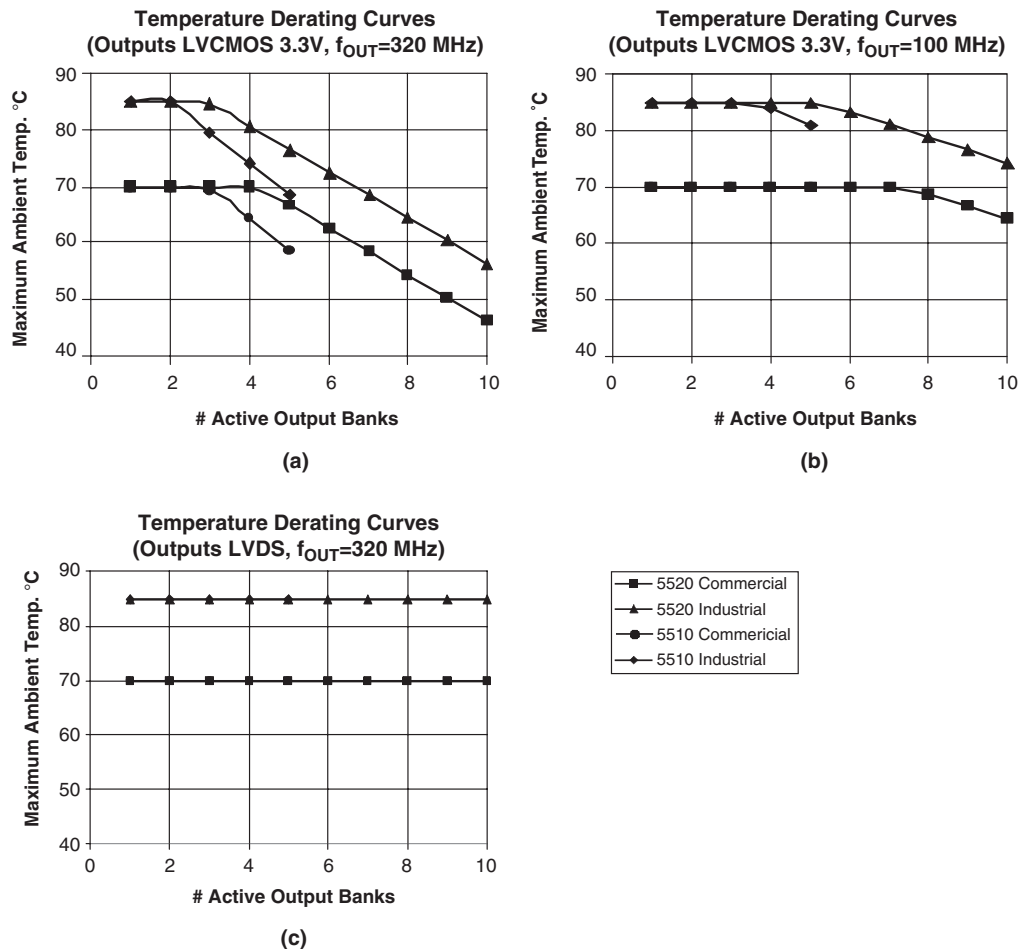 Temperature Derating Curves
(Outputs LVCMOS 3.3V, fOUT=320 MHz)
90
80
70
60
50
40
Maximum Ambient Temp. °C
0 2 4 6 8 10
# Active Output Banks
(a)
Temperature Derating Curves
(Outputs LVCMOS 3.3V, fOUT=100 MHz)
90
80
70
60
50
40
Maximum Ambient Temp. °C
0 2 4 6 8 10
# Active Output Banks
(b)
Temperature Derating Curves
(Outputs LVDS, fOUT=320 MHz)
90
80
70
60
50
40
Maximum Ambient Temp. °C
0 2 4 6 8 10
# Active Output Banks
(c)
5520 Commercial
5520 Industrial
5510 Commericial
5510 Industrial